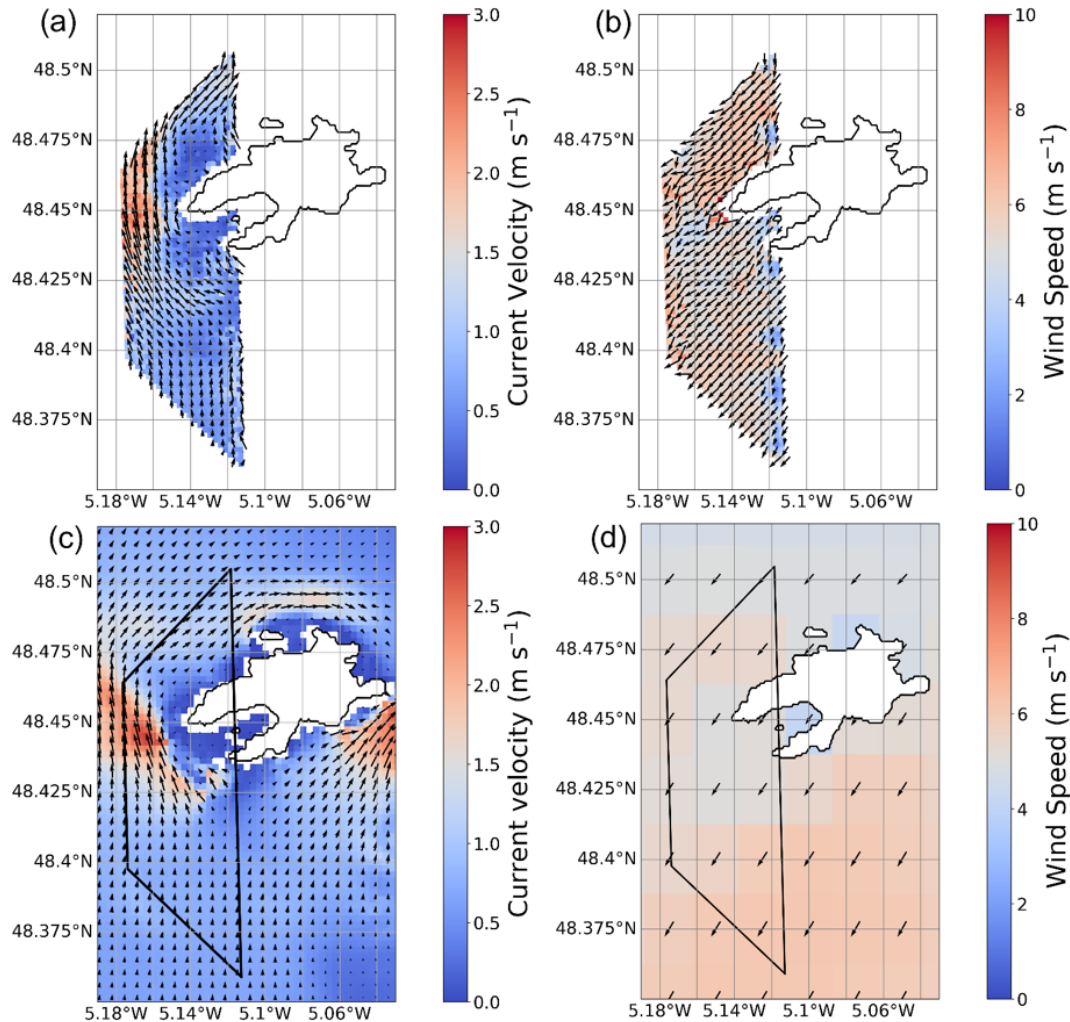 (a)
48.5°N
48.475°N
48.45°N
48.425°N
48.4°N
48.375°N
5.18°W 5.14°W 5.1°W 5.06°W
3.0
2.5
2.0
1.5
1.0
0.5
0.0
Current Velocity (m s⁻¹)
(b)
48.5°N
48.475°N
48.45°N
48.425°N
48.4°N
48.375°N
5.18°W 5.14°W 5.1°W 5.06°W
10
8
6
4
2
0
Wind Speed (m s⁻¹)
(c)
48.5°N
48.475°N
48.45°N
48.425°N
48.4°N
48.375°N
5.18°W 5.14°W 5.1°W 5.06°W
3.0
2.5
2.0
1.5
1.0
0.5
0.0
Current velocity (m s⁻¹)
(d)
48.5°N
48.475°N
48.45°N
48.425°N
48.4°N
48.375°N
5.18°W 5.14°W 5.1°W 5.06°W
10
8
6
4
2
0
Wind Speed (m s⁻¹)